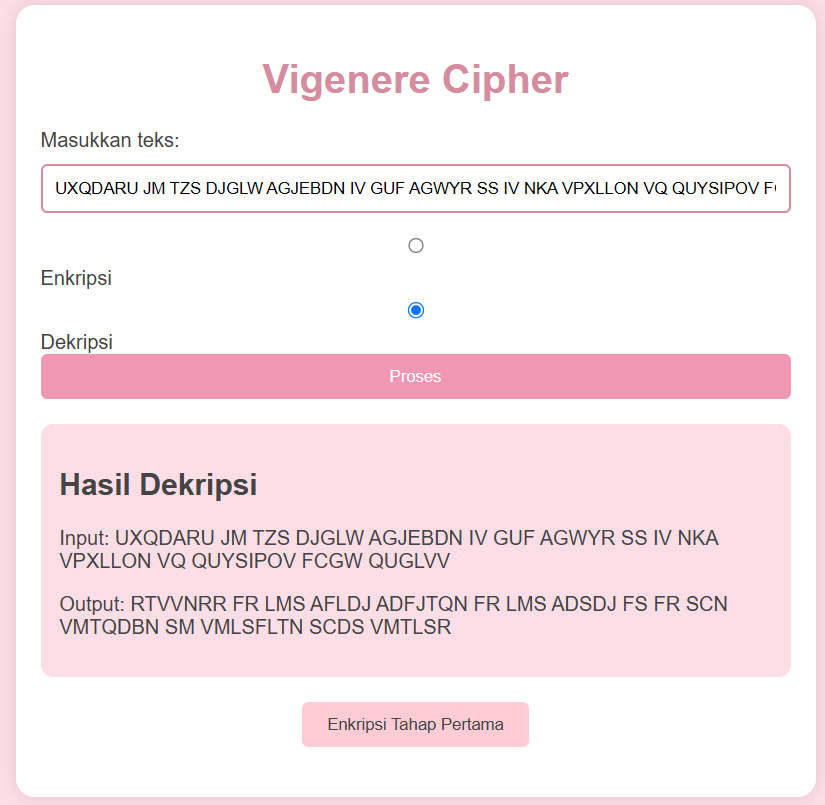 Vigenere Cipher
Masukkan teks:
UXQDARU JM TZS DJGLW AGJEBDN IV GUF AGWYR SS IV NKA VPXLLON VQ QUYSIPOV F
Enkripsi
Dekripsi
Proses
Hasil Dekripsi
Input: UXQDARU JM TZS DJGLW AGJEBDN IV GUF AGWYR SS IV NKA
VPXLLON VQ QUYSIPOV FCGW QUGLVV
Output: RTVVNRR FR LMS AFLDJ ADFJTQN FR LMS ADSDJ FS FR SCN
VMTQDBN SM VMLSFLTN SCDS VMTLSR
Enkripsi Tahap Pertama